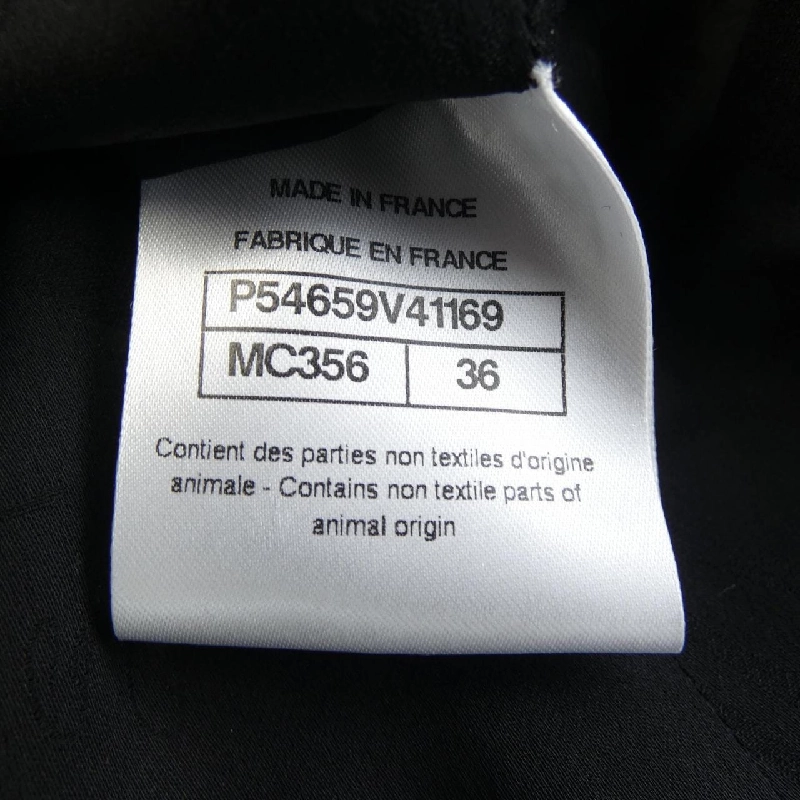 MADE IN FRANCE
FABRIQUE EN FRANCE
P54659V41169
MC356 36
Contient des parties non textiles d'origine
animale - Contains non textile parts of
animal origin